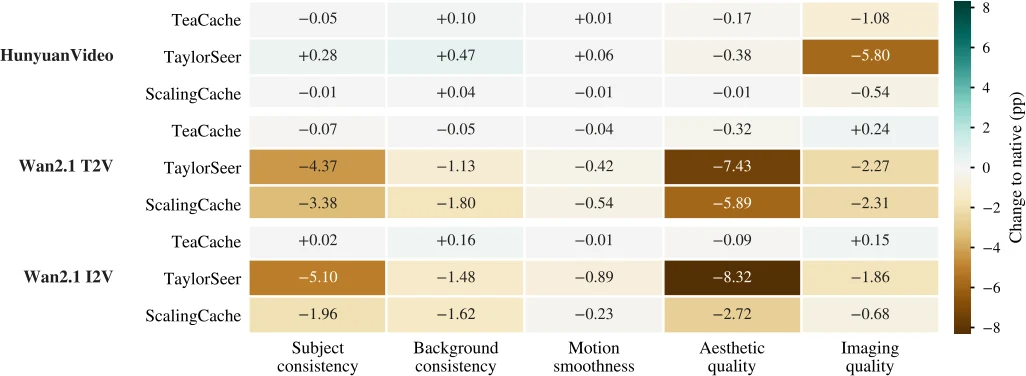 TeaCache −0.05 +0.10 +0.01 −0.17 −1.08
HunyuanVideo TaylorSeer +0.28 +0.47 +0.06 −0.38 −5.80
ScalingCache −0.01 +0.04 −0.01 −0.01 −0.54
TeaCache −0.07 −0.05 −0.04 −0.32 +0.24
Wan2.1 T2V TaylorSeer −4.37 −1.13 −0.42 −7.43 −2.27
ScalingCache −3.38 −1.80 −0.54 −5.89 −2.31
TeaCache +0.02 +0.16 −0.01 −0.09 +0.15
Wan2.1 I2V TaylorSeer −5.10 −1.48 −0.89 −8.32 −1.86
ScalingCache −1.96 −1.62 −0.23 −2.72 −0.68
Subject Background Motion Aesthetic Imaging
consistency consistency smoothness quality quality
8
6
4
2
0
−2
−4
−6
−8
Change to native (pp)